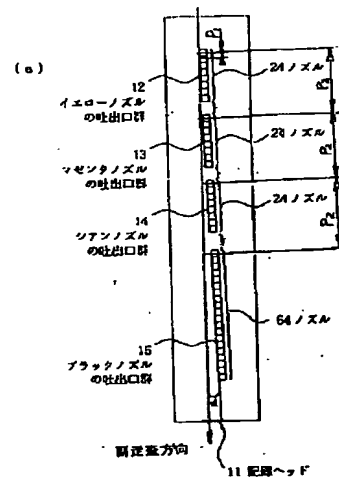 (a)
P₁
12
イエローノズル
の吐出口群
24ノズル
P₂
13
マゼンタノズル
の吐出口群
24ノズル
P₂
14
シアンノズル
の吐出口群
24ノズル
P₂
64ノズル
15
ブラックノズル
の吐出口群
副走査方向
11 記録ヘッド